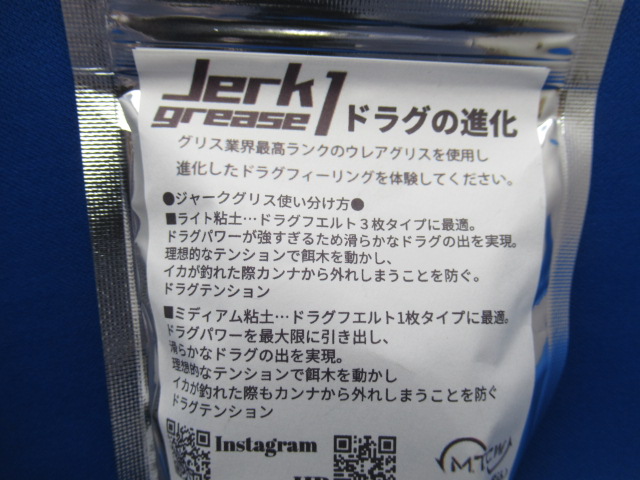 Jerk
grease 1 ドラグの進化
グリス業界最高ランクのウレアグリスを使用し
進化したドラグフィーリングを体験してください。
●ジャークグリス使い分け方●
■ライト粘土…ドラグフエルト３枚タイプに最適。
ドラグパワーが強すぎるため滑らかなドラグの出を実現。
理想的なテンションで餌木を動かし、
イカが釣れた際カンナから外れしまうことを防ぐ。
ドラグテンション
■ミディアム粘土…ドラグフエルト1枚タイプに最適。
ドラグパワーを最大限に引き出し、
滑らかなドラグの出を実現。
理想的なテンションで餌木を動かし
イカが釣れた際もカンナから外れしまうことを防ぐ
ドラグテンション
Instagram
HP